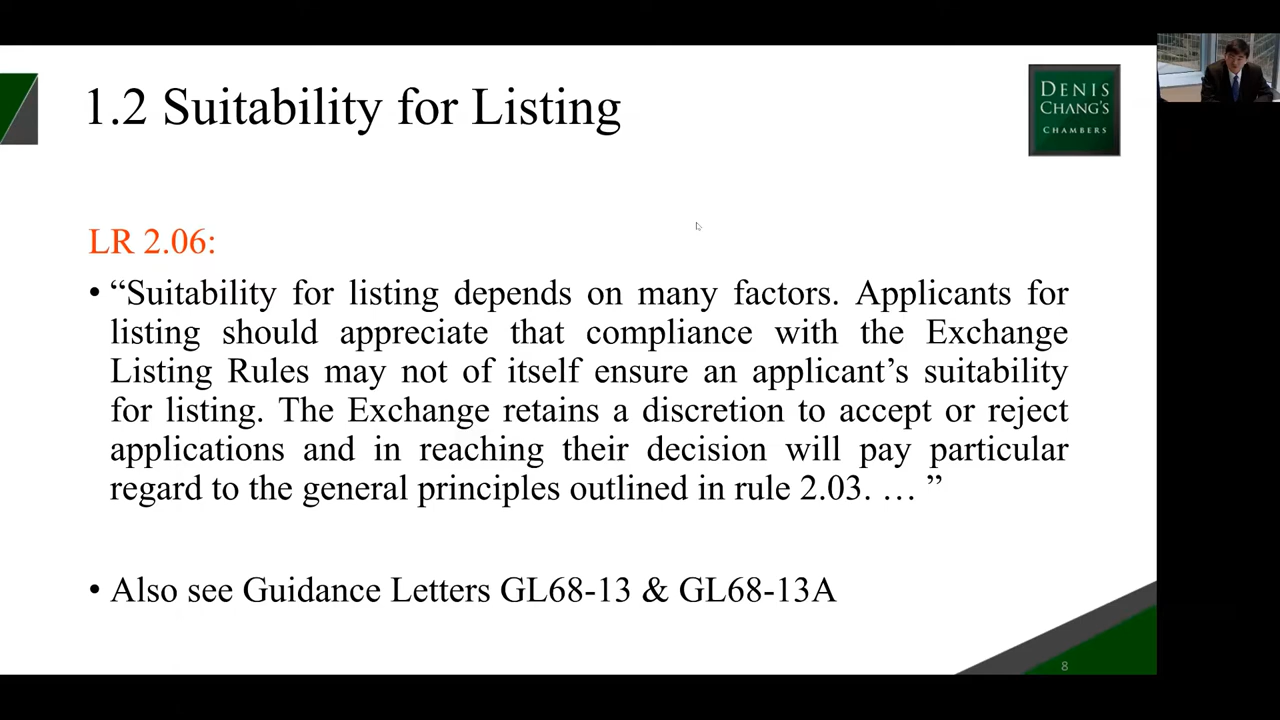 1.2 Suitability for Listing
DENIS
CHANG'S
CHAMBERS
LR 2.06:
• “Suitability for listing depends on many factors. Applicants for
listing should appreciate that compliance with the Exchange
Listing Rules may not of itself ensure an applicant’s suitability
for listing. The Exchange retains a discretion to accept or reject
applications and in reaching their decision will pay particular
regard to the general principles outlined in rule 2.03. … ”
• Also see Guidance Letters GL68-13 & GL68-13A
8